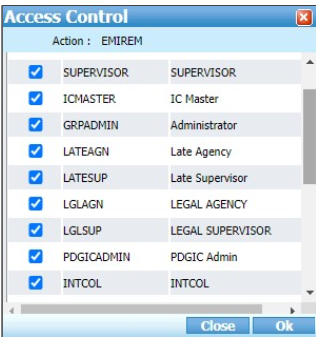 Access Control
Action : EMIREM
SUPERVISOR SUPERVISOR
ICMASTER IC Master
GRPADMIN Administrator
LATEAGN Late Agency
LATESUP Late Supervisor
LGLAGN LEGAL AGENCY
LGLSUP LEGAL SUPERVISOR
PDGICADMIN PDGIC Admin
INTCOL INTCOL
Close Ok